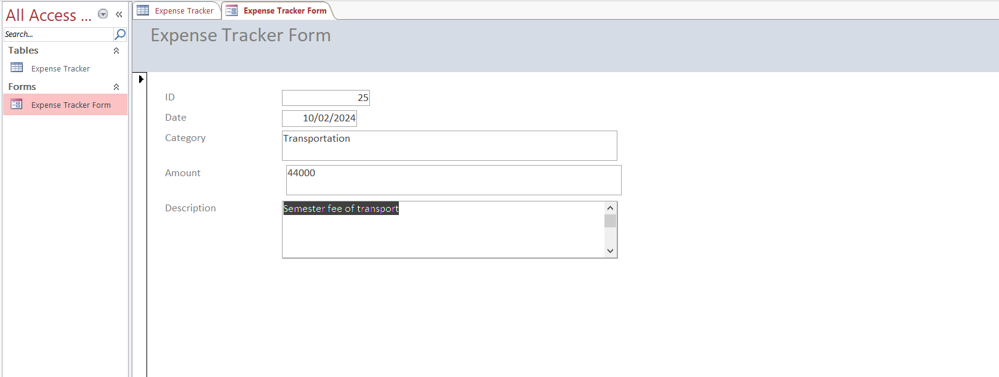 All Access ...
Search...
Tables
Expense Tracker
Forms
Expense Tracker Form
Expense Tracker
Expense Tracker Form
Expense Tracker Form
ID 25
Date 10/02/2024
Category Transportation
Amount 44000
Description Semester fee of transport